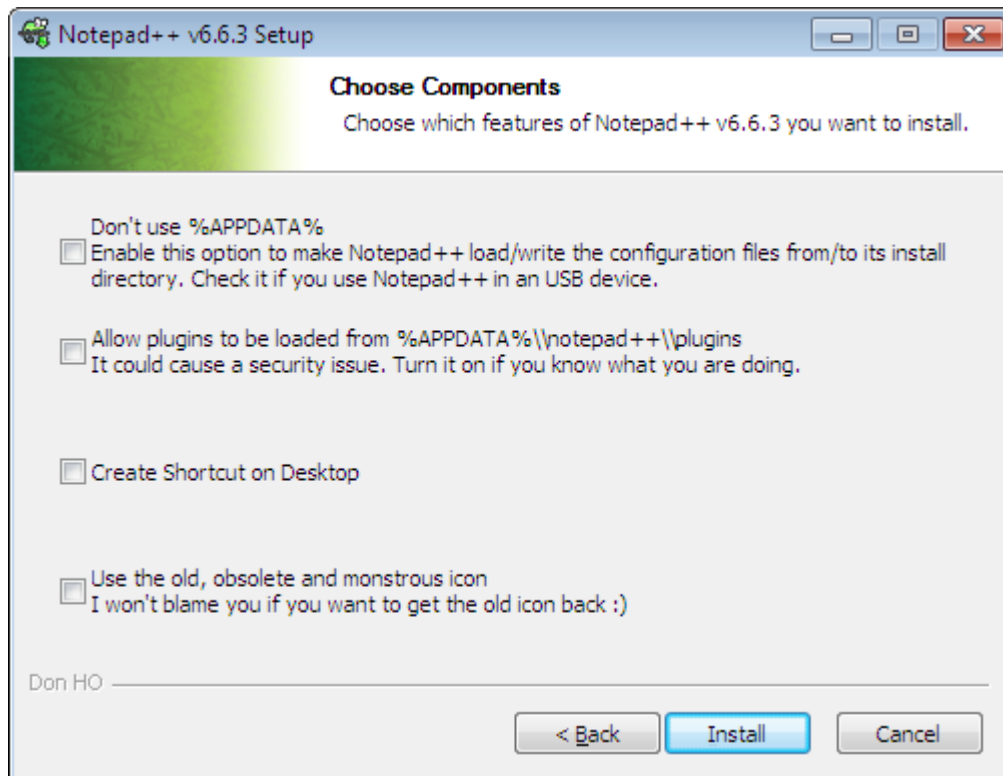 Notepad++ v6.6.3 Setup
Choose Components
Choose which features of Notepad++ v6.6.3 you want to install.
Don't use %APPDATA%
Enable this option to make Notepad++ load/write the configuration files from/to its install
directory. Check it if you use Notepad++ in an USB device.
Allow plugins to be loaded from %APPDATA%\\notepad++\\plugins
It could cause a security issue. Turn it on if you know what you are doing.
Create Shortcut on Desktop
Use the old, obsolete and monstrous icon
I won't blame you if you want to get the old icon back :)
Don HO
< Back Install Cancel